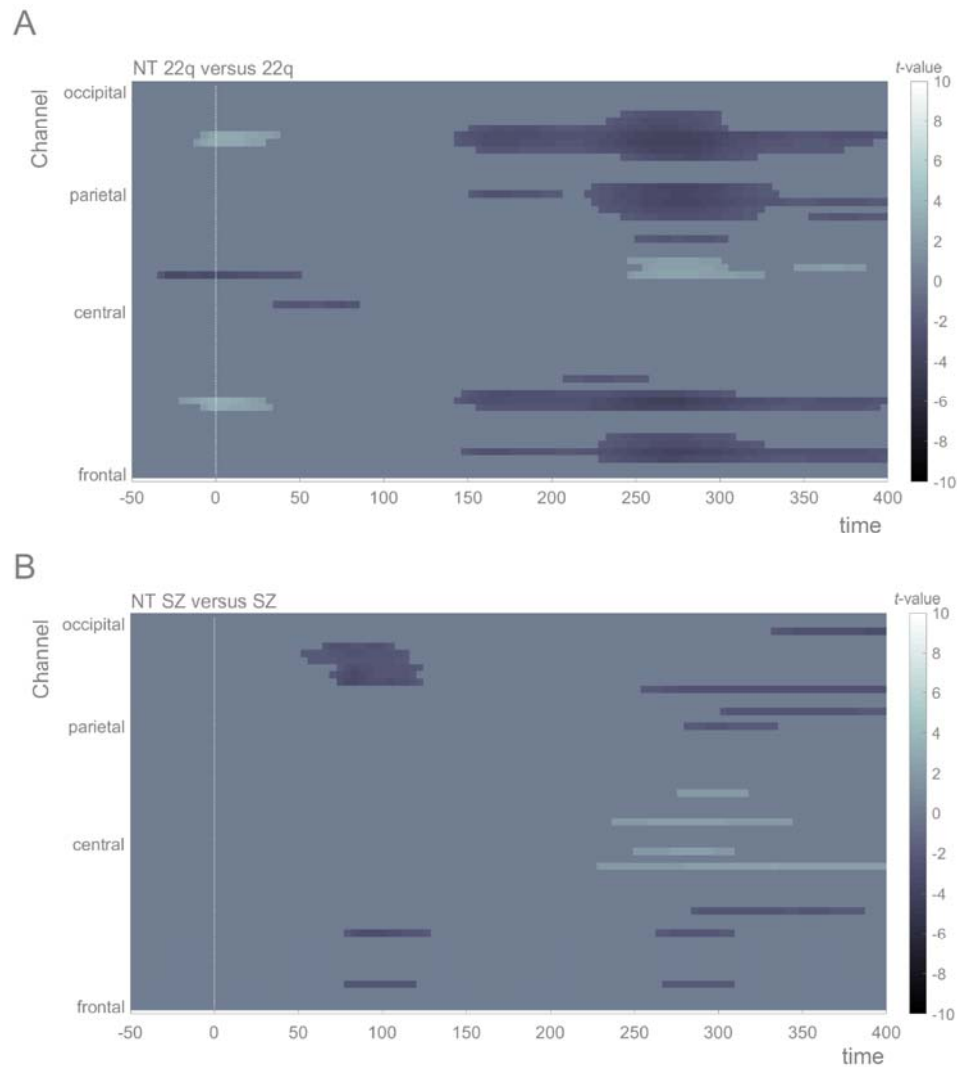 A
NT 22q versus 22q
t-value
Channel
occipital
parietal
central
frontal
10
8
6
4
2
0
-2
-4
-6
-8
-10
-50 0 50 100 150 200 250 300 350 400
time
B
NT SZ versus SZ
t-value
Channel
occipital
parietal
central
frontal
10
8
6
4
2
0
-2
-4
-6
-8
-10
-50 0 50 100 150 200 250 300 350 400
time